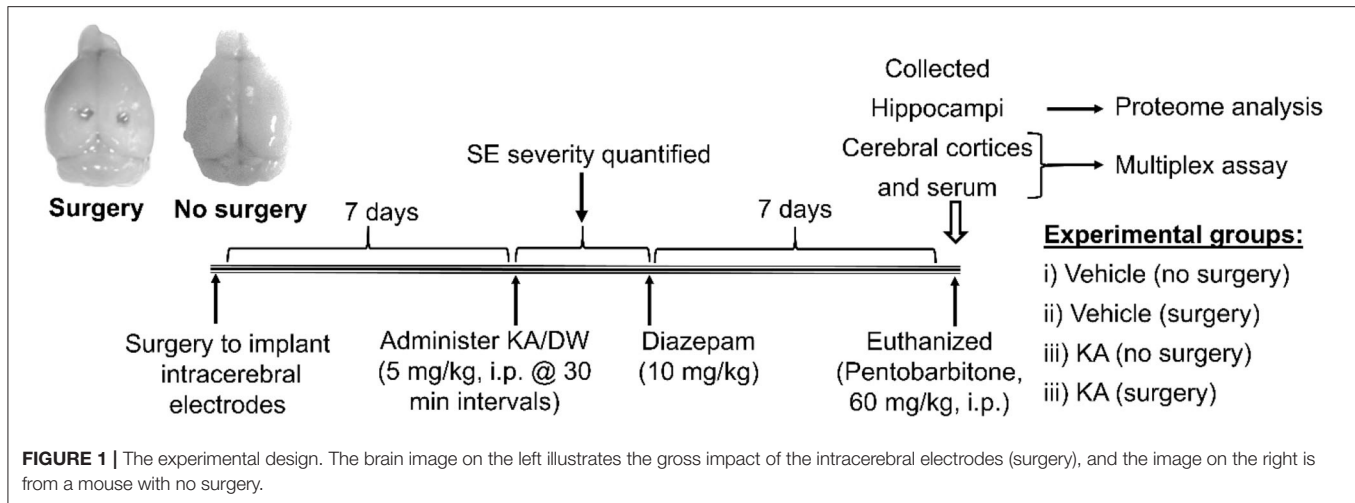 Surgery
No surgery
7 days
SE severity quantified
7 days
Collected
Hippocampi
Proteome analysis
Cerebral cortices
and serum
Multiplex assay
Surgery to implant
intracerebral
electrodes
Administer KA/DW
(5 mg/kg, i.p. @ 30
min intervals)
Diazepam
(10 mg/kg)
Euthanized
(Pentobarbitone,
60 mg/kg, i.p.)
Experimental groups:
i) Vehicle (no surgery)
ii) Vehicle (surgery)
iii) KA (no surgery)
iii) KA (surgery)
FIGURE 1 | The experimental design. The brain image on the left illustrates the gross impact of the intracerebral electrodes (surgery), and the image on the right is
from a mouse with no surgery.